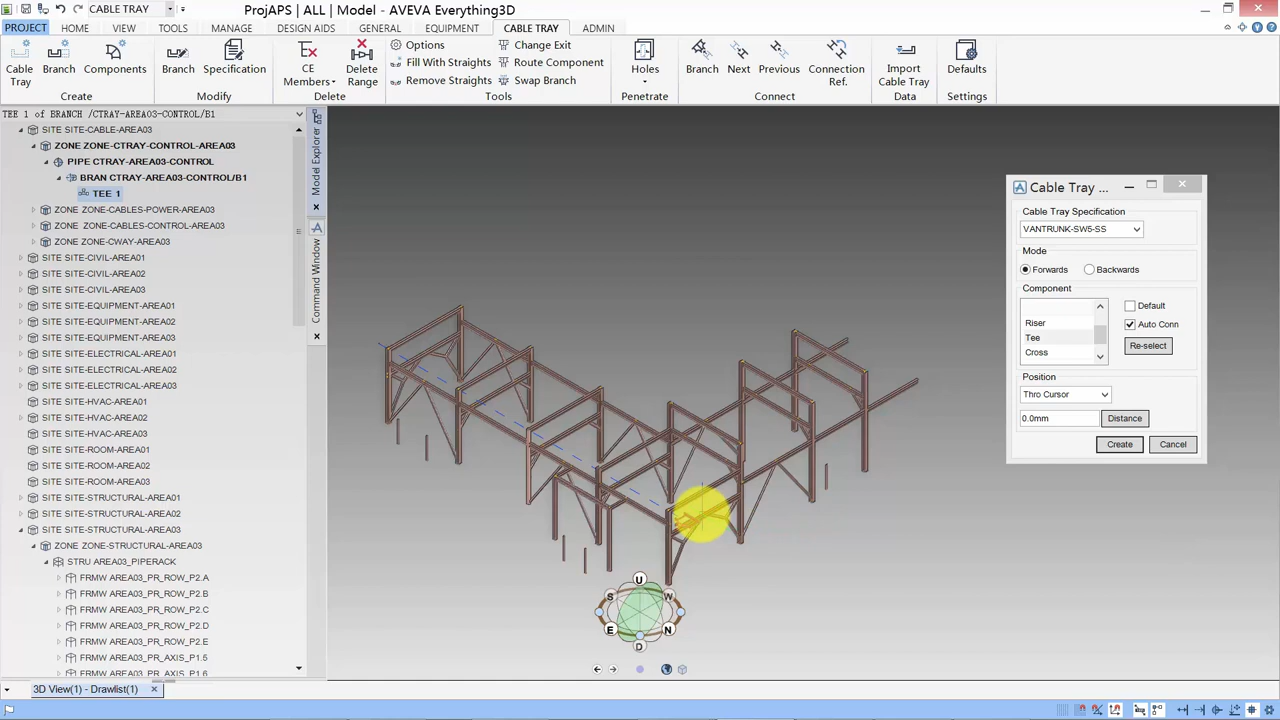 CABLE TRAY
ProjAPS | ALL | Model - AVEVA Everything3D
PROJECT HOME VIEW TOOLS MANAGE DESIGN AIDS GENERAL EQUIPMENT CABLE TRAY ADMIN
Cable Tray
Branch
Components
Create
Branch
Specification
Modify
CE Members
Delete Range
Delete
Options
Fill With Straights
Remove Straights
Change Exit
Route Component
Swap Branch
Tools
Holes
Penetrate
Branch
Next
Previous
Connection Ref.
Connect
Import Cable Tray
Data
Defaults
Settings
TEE 1 of BRANCH /CTRAY-AREA03-CONTROL/B1
SITE SITE-CABLE-AREA03
ZONE ZONE-CTRAY-CONTROL-AREA03
PIPE CTRAY-AREA03-CONTROL
BRAN CTRAY-AREA03-CONTROL/B1
TEE 1
ZONE ZONE-CABLES-POWER-AREA03
ZONE ZONE-CABLES-CONTROL-AREA03
ZONE ZONE-CWAY-AREA03
SITE SITE-CIVIL-AREA01
SITE SITE-CIVIL-AREA02
SITE SITE-CIVIL-AREA03
SITE SITE-EQUIPMENT-AREA01
SITE SITE-EQUIPMENT-AREA02
SITE SITE-EQUIPMENT-AREA03
SITE SITE-ELECTRICAL-AREA01
SITE SITE-ELECTRICAL-AREA02
SITE SITE-ELECTRICAL-AREA03
SITE SITE-HVAC-AREA01
SITE SITE-HVAC-AREA02
SITE SITE-HVAC-AREA03
SITE SITE-ROOM-AREA01
SITE SITE-ROOM-AREA02
SITE SITE-ROOM-AREA03
SITE SITE-STRUCTURAL-AREA01
SITE SITE-STRUCTURAL-AREA02
SITE SITE-STRUCTURAL-AREA03
ZONE ZONE-STRUCTURAL-AREA03
STRU AREA03_PIPERACK
FRMW AREA03_PR_ROW_P2.A
FRMW AREA03_PR_ROW_P2.B
FRMW AREA03_PR_ROW_P2.C
FRMW AREA03_PR_ROW_P2.D
FRMW AREA03_PR_ROW_P2.E
FRMW AREA03_PR_AXIS_P1.5
FRMW AREA03_PR_AXIS_P1.6
Model Explorer
Command Window
Cable Tray ...
Cable Tray Specification
VANTRUNK-SW5-SS
Mode
Forwards Backwards
Component
Riser
Tee
Cross
Default
Auto Conn
Re-select
Position
Thro Cursor
0.0mm Distance
Create Cancel
U
S W
E N
D
3D View(1) - Drawlist(1)